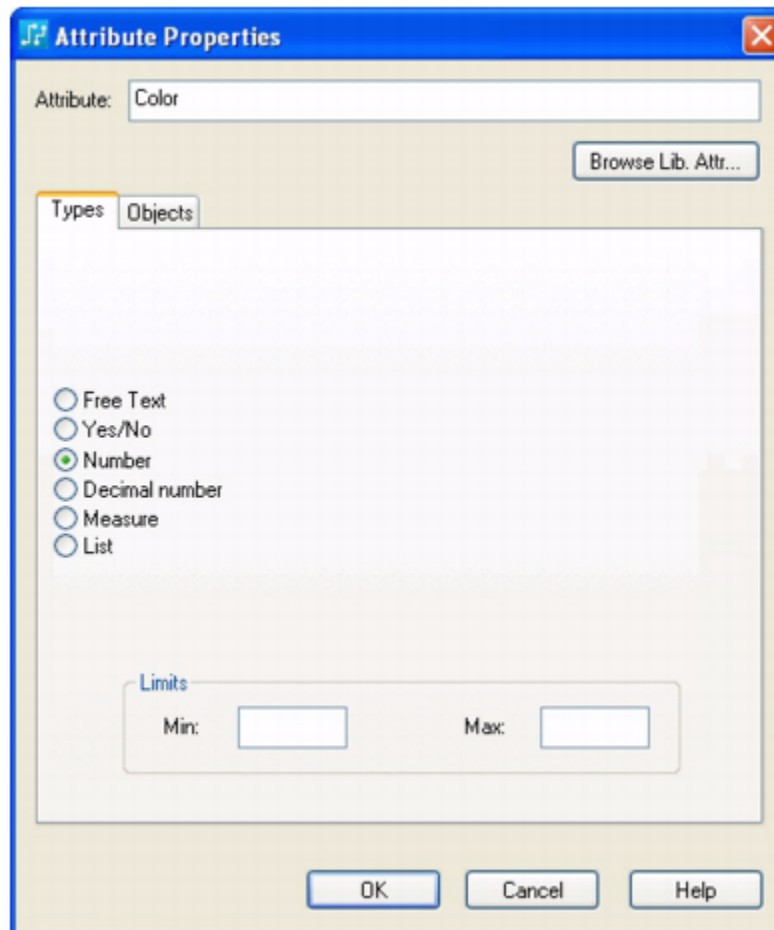 Attribute Properties
Attribute: Color
Browse Lib. Attr...
Types Objects
Free Text
Yes/No
Number
Decimal number
Measure
List
Limits
Min: Max:
OK Cancel Help